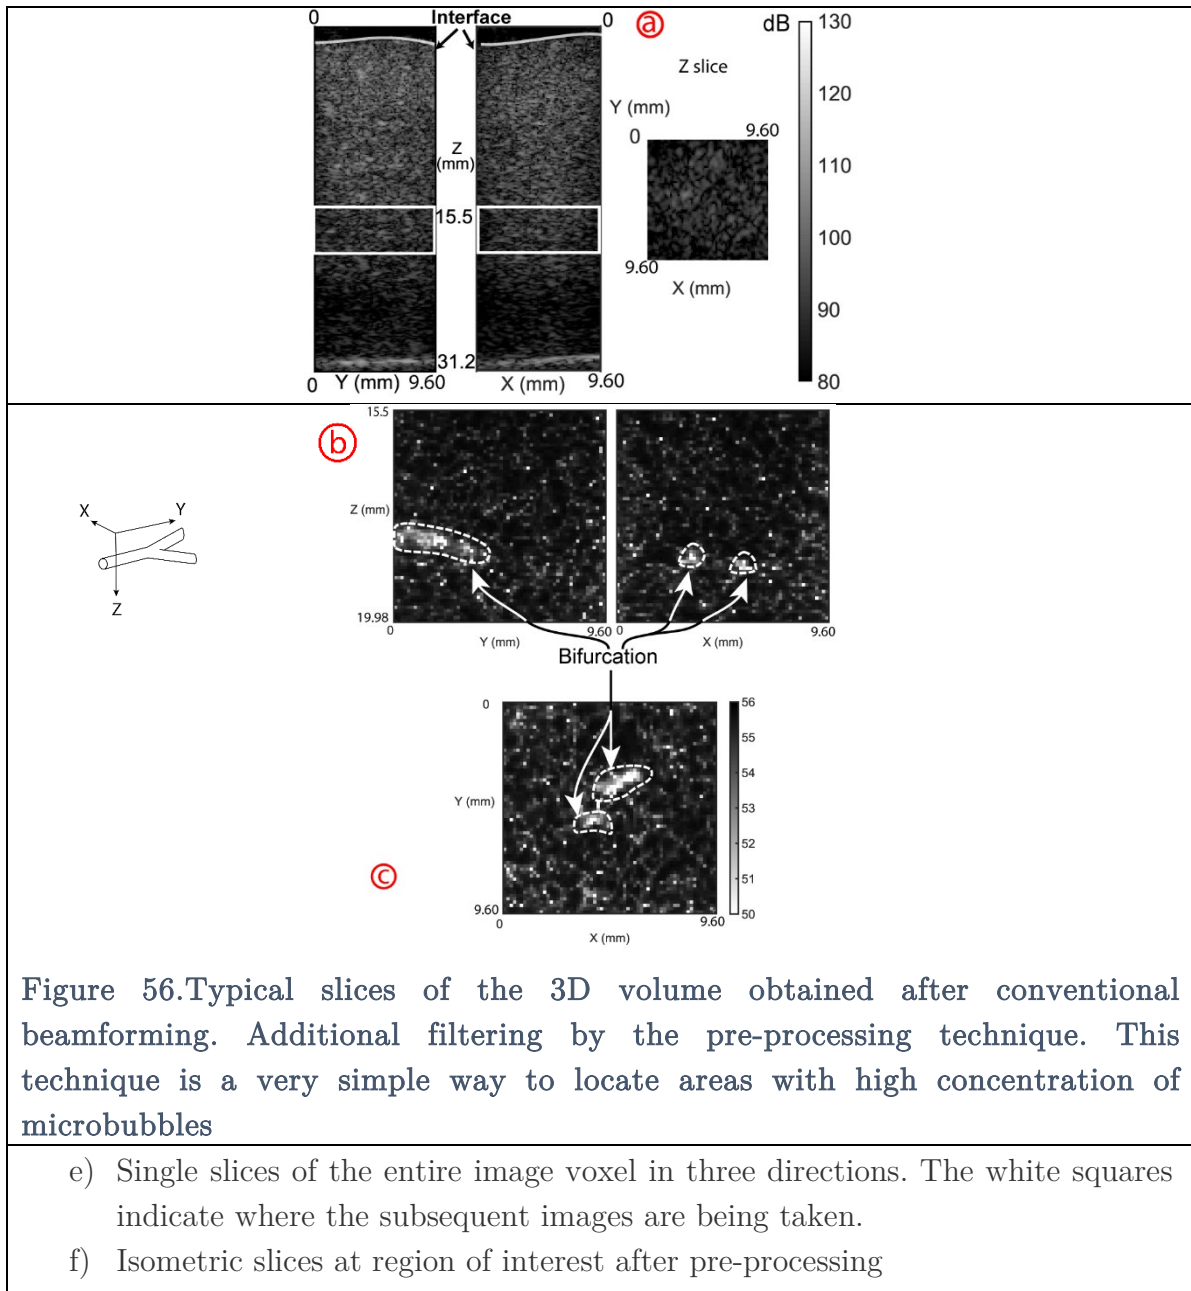 0 Interface 0
a
dB 130
Z slice
120
Y (mm)
0 9.60
Z
(mm)
110
15.5
100
9.60
X (mm)
90
31.2
0 Y (mm) 9.60 X (mm) 9.60
80
b
15.5
X Y
Z
Z (mm)
19.98
0 Y (mm) 9.60 0 X (mm) 9.60
Bifurcation
0
56
55
54
Y (mm)
53
52
c
51
9.60
50
0 9.60
X (mm)
Figure 56.Typical slices of the 3D volume obtained after conventional
beamforming. Additional filtering by the pre-processing technique. This
technique is a very simple way to locate areas with high concentration of
microbubbles
e) Single slices of the entire image voxel in three directions. The white squares
indicate where the subsequent images are being taken.
f) Isometric slices at region of interest after pre-processing